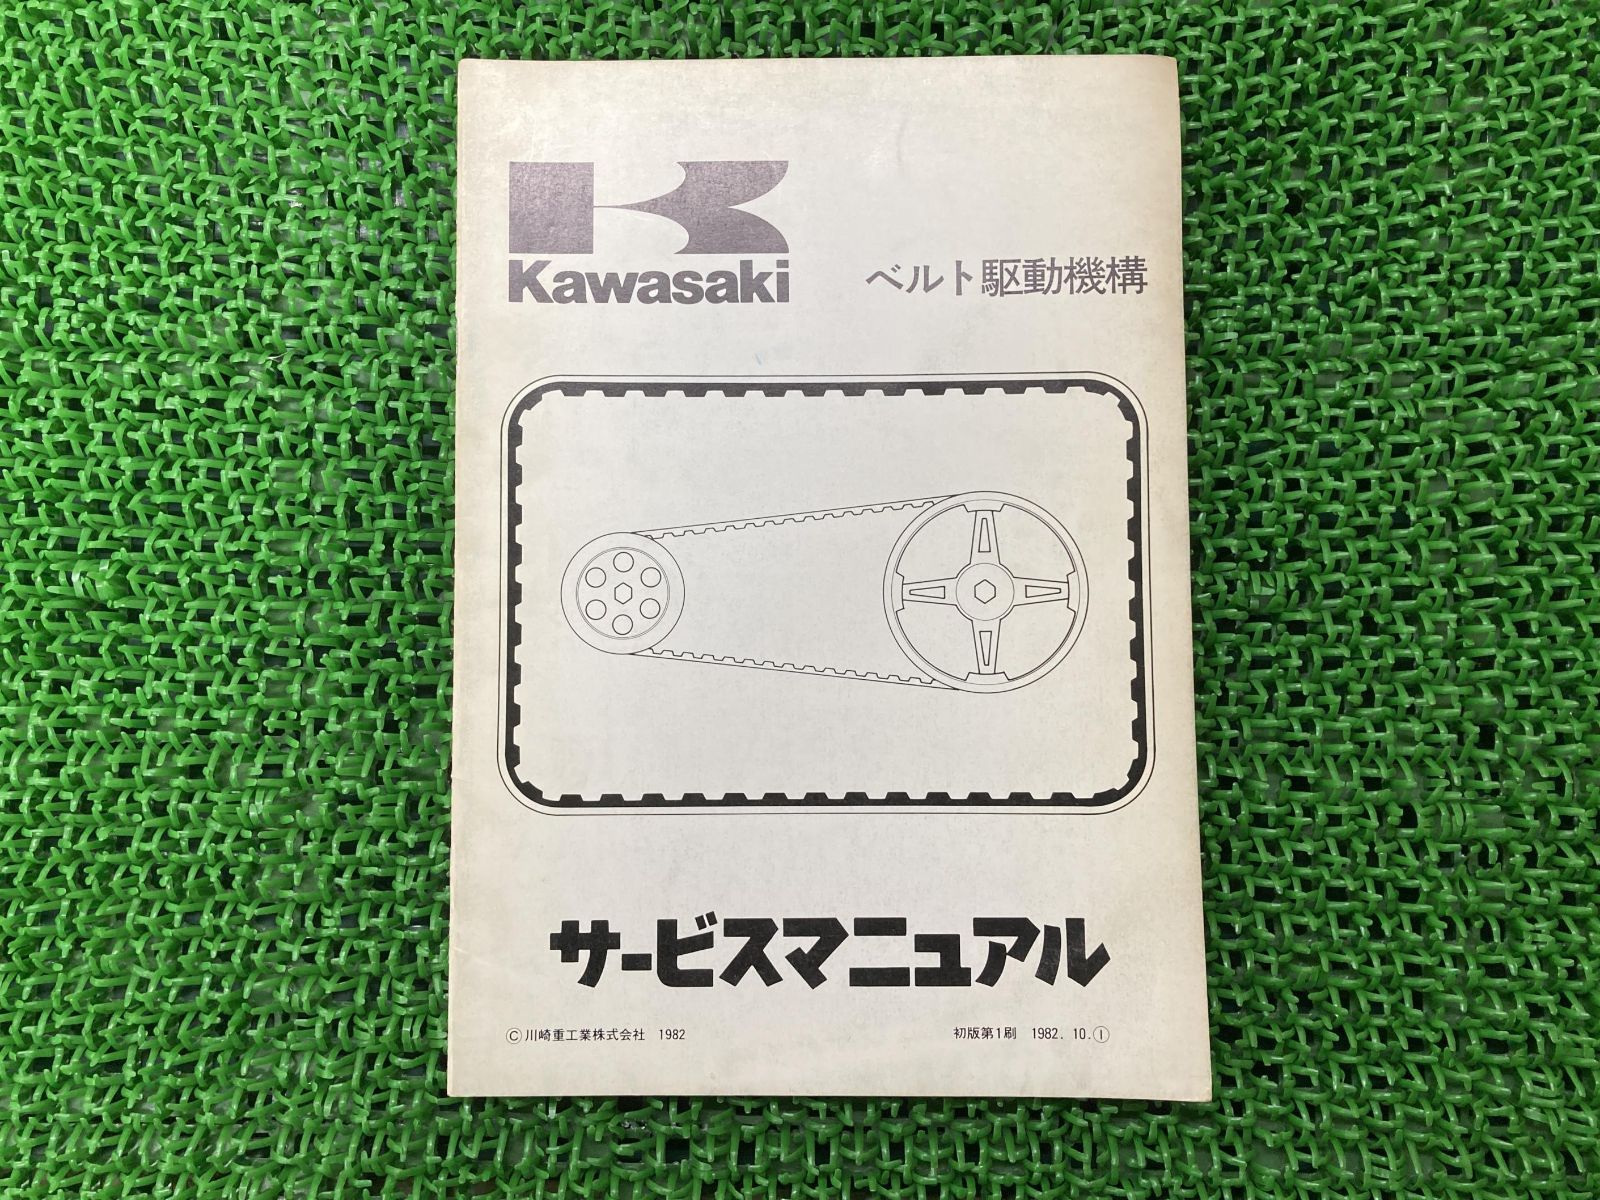 Kawasaki
ベルト駆動機構
サービスマニュアル
Ⓒ川崎重工業株式会社 1982
初版第1刷 1982. 10.①